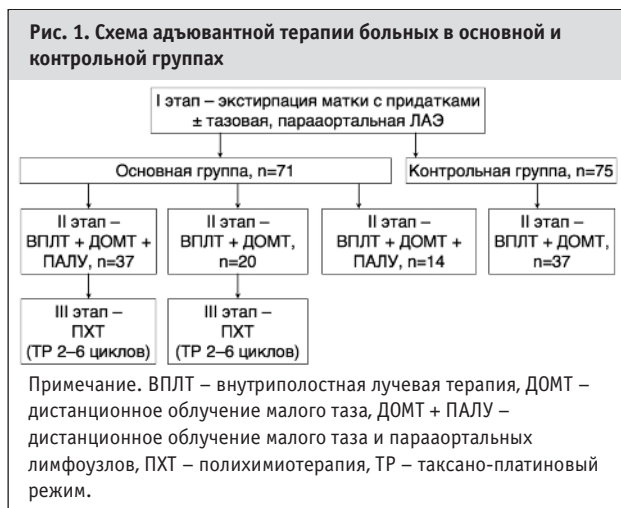 Рис. 1. Схема адъювантной терапии больных в основной и
контрольной группах
I этап – экстирпация матки с придатками
± тазовая, парааортальная ЛАЭ
Основная группа, n=71
Контрольная группа, n=75
II этап –
ВПЛТ + ДОМТ +
ПАЛУ, n=37
II этап –
ВПЛТ + ДОМТ,
n=20
II этап –
ВПЛТ + ДОМТ +
ПАЛУ, n=14
II этап –
ВПЛТ + ДОМТ,
n=37
III этап –
ПХТ
(ТР 2–6 циклов)
III этап –
ПХТ
(ТР 2–6 циклов)
Примечание. ВПЛТ – внутриполостная лучевая терапия, ДОМТ –
дистанционное облучение малого таза, ДОМТ + ПАЛУ –
дистанционное облучение малого таза и парааортальных
лимфоузлов, ПХТ – полихимиотерапия, ТР – таксано-платиновый
режим.